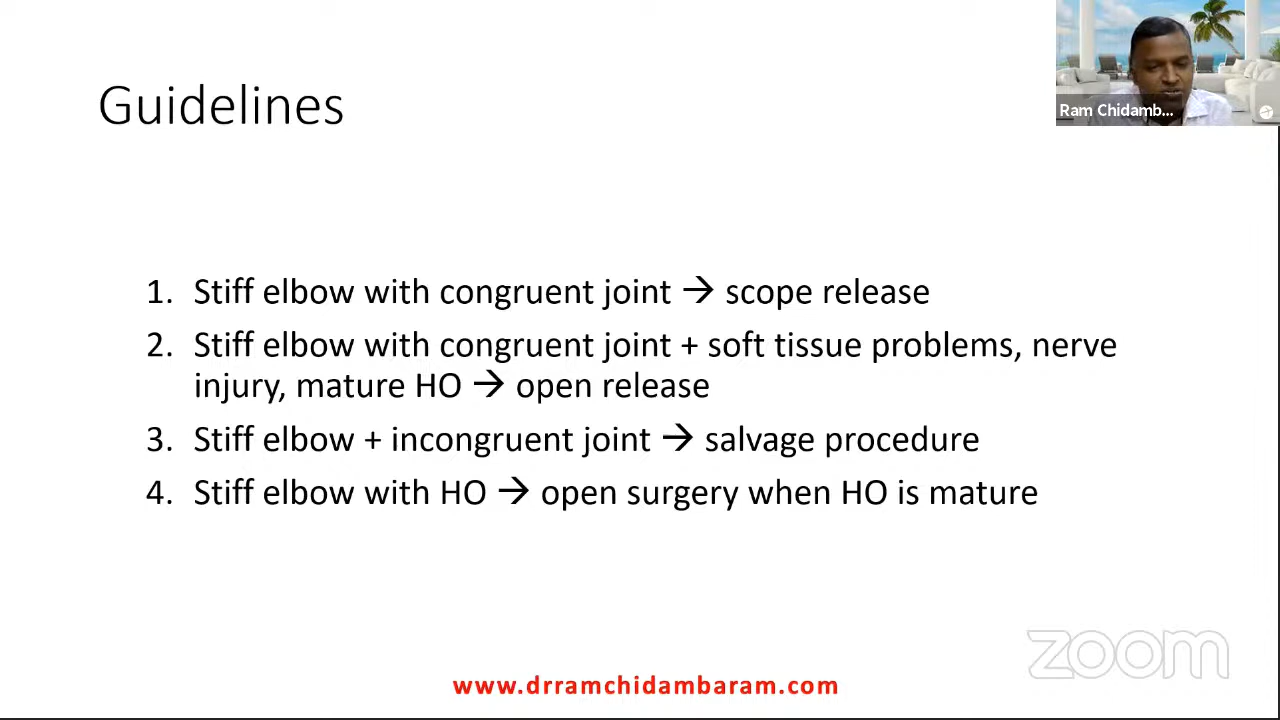 Ram Chidamb...
Guidelines
1. Stiff elbow with congruent joint → scope release
2. Stiff elbow with congruent joint + soft tissue problems, nerve
injury, mature HO → open release
3. Stiff elbow + incongruent joint → salvage procedure
4. Stiff elbow with HO → open surgery when HO is mature
zoom
www.drramchidambaram.com